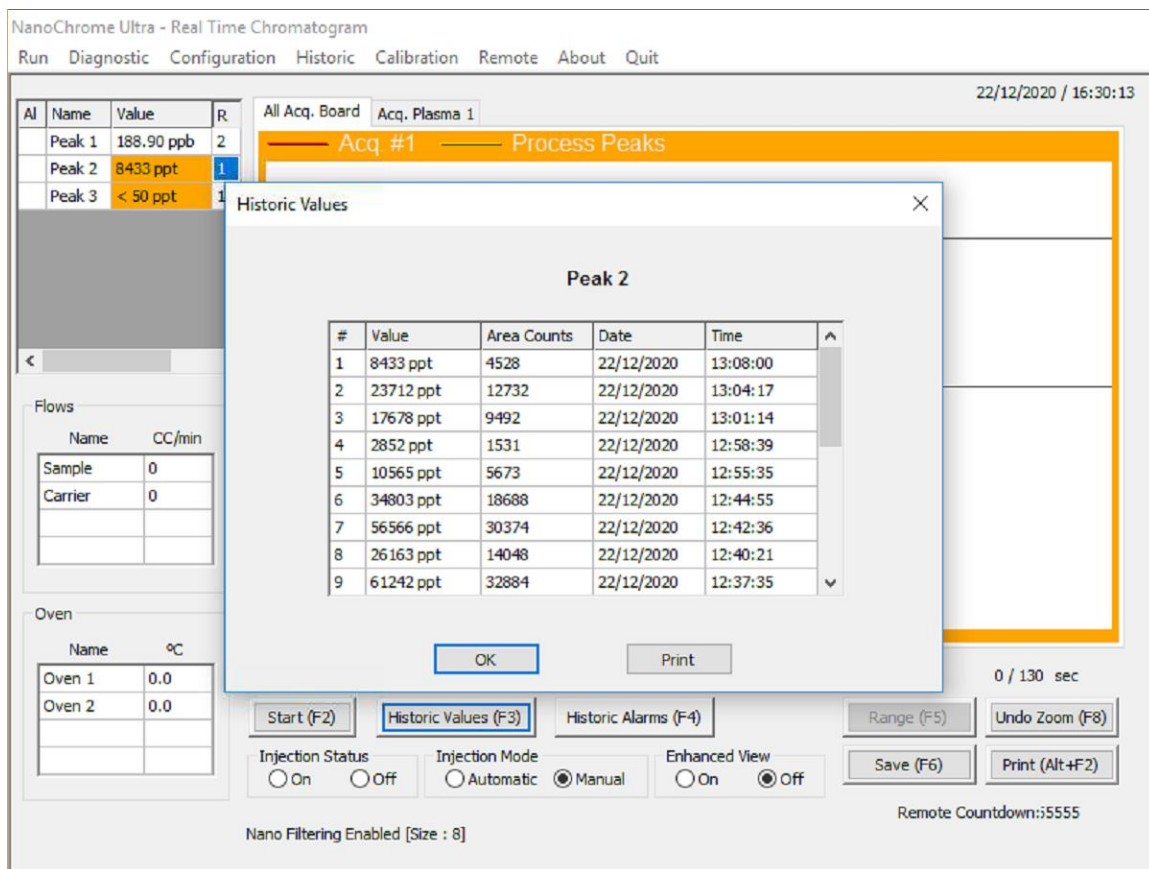 NanoChrome Ultra - Real Time Chromatogram
Run Diagnostic Configuration Historic Calibration Remote About Quit
22/12/2020 / 16:30:13
Al Name Value R
Peak 1 188.90 ppb 2
Peak 2 8433 ppt 1
Peak 3 < 50 ppt 1
All Acq. Board Acq. Plasma 1
Acq. #1 Process Peaks
Historic Values
Peak 2
# Value Area Counts Date Time
1 8433 ppt 4528 22/12/2020 13:08:00
2 23712 ppt 12732 22/12/2020 13:04:17
3 17678 ppt 9492 22/12/2020 13:01:14
4 2852 ppt 1531 22/12/2020 12:58:39
5 10565 ppt 5673 22/12/2020 12:55:35
6 34803 ppt 18688 22/12/2020 12:44:55
7 56566 ppt 30374 22/12/2020 12:42:36
8 26163 ppt 14048 22/12/2020 12:40:21
9 61242 ppt 32884 22/12/2020 12:37:35
OK Print
Flows
Name CC/min
Sample 0
Carrier 0
Oven
Name ºC
Oven 1 0.0
Oven 2 0.0
0 / 130 sec
Start (F2) Historic Values (F3) Historic Alarms (F4) Range (F5) Undo Zoom (F8)
Injection Status Injection Mode Enhanced View
On Off Automatic Manual On Off
Save (F6) Print (Alt+F2)
Remote Countdown:
Nano Filtering Enabled [Size : 8]